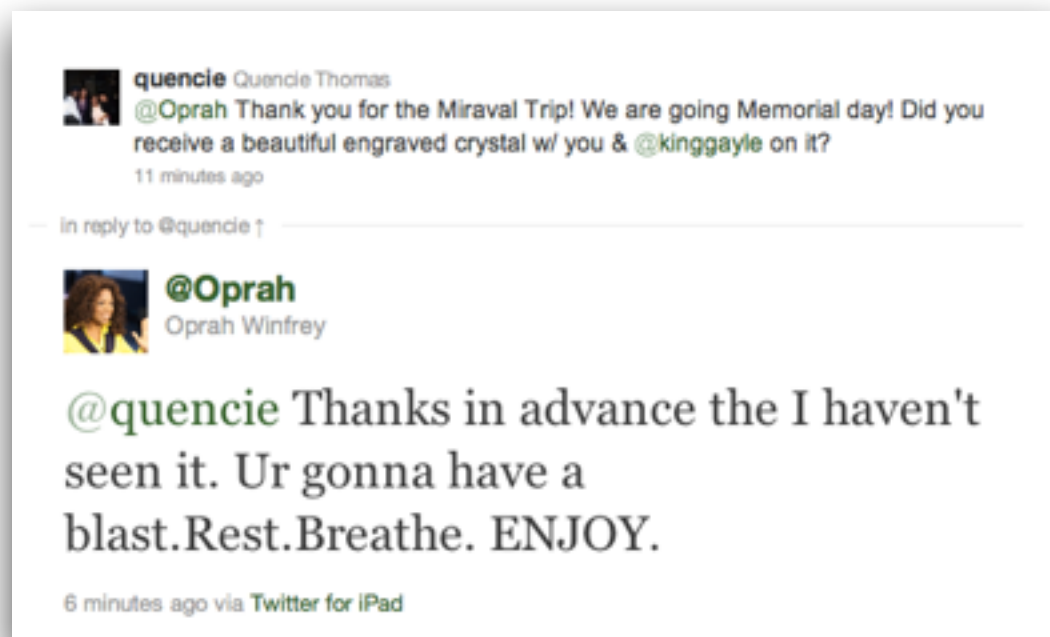 quencie Quencie Thomas
@Oprah Thank you for the Miraval Trip! We are going Memorial day! Did you
receive a beautiful engraved crystal w/ you & @kinggayle on it?
11 minutes ago
in reply to @quencie ↑
@Oprah
Oprah Winfrey
@quencie Thanks in advance the I haven't
seen it. Ur gonna have a
blast.Rest.Breathe. ENJOY.
6 minutes ago via Twitter for iPad